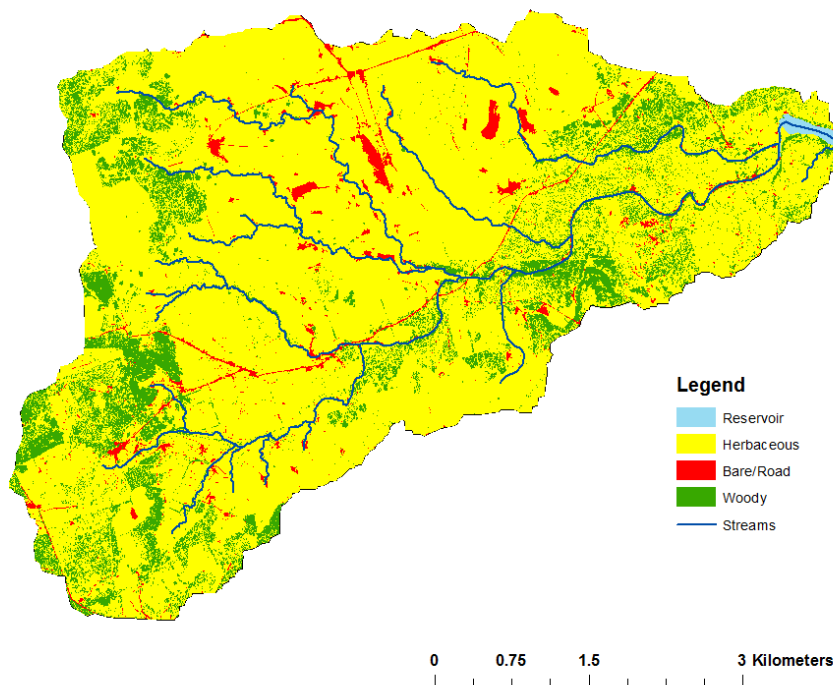 Legend
Reservoir
Herbaceous
Bare/Road
Woody
Streams
0 0.75 1.5 3 Kilometers